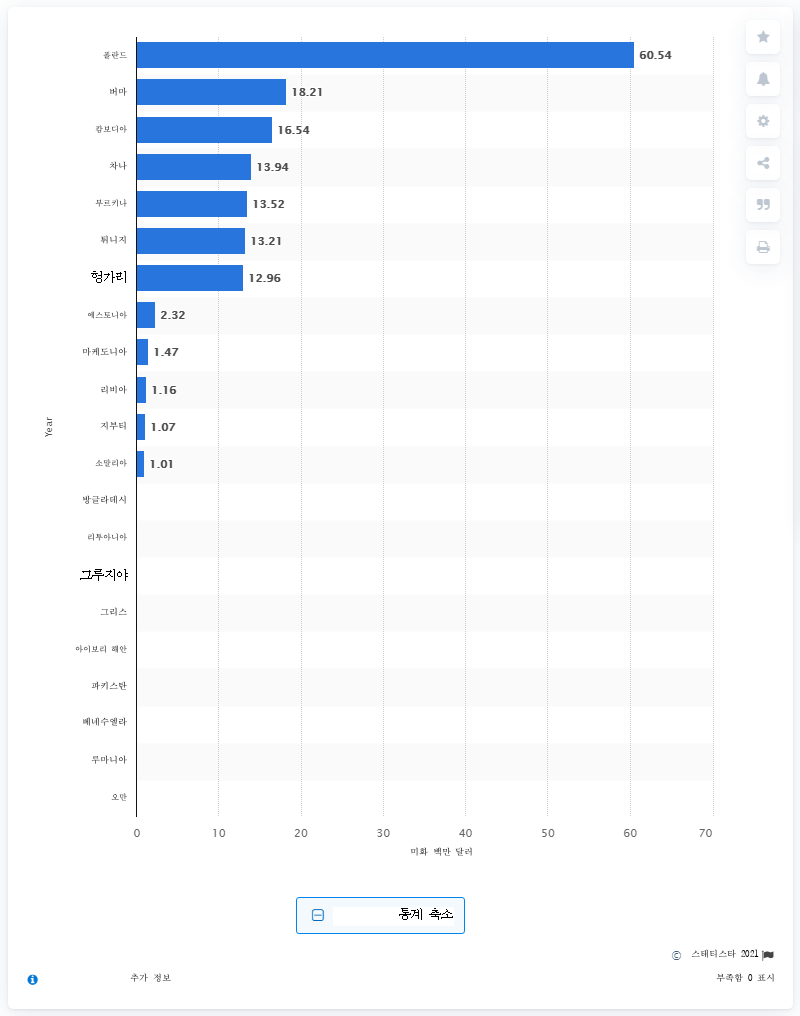 폴란드 60.54
버마 18.21
캄보디아 16.54
차나 13.94
부르키나 13.52
튀니지 13.21
헝가리 12.96
에스토니아 2.32
마케도니아 1.47
리비아 1.16
지부티 1.07
소말리아 1.01
방글라데시
리투아니아
그루지야
그리스
아이보리 해안
파키스탄
베네수엘라
루마니아
오만
Year
0 10 20 30 40 50 60 70
미화 백만 달러
통계 축소
© 스태티스타 2021
추가 정보
부족함 0 표시